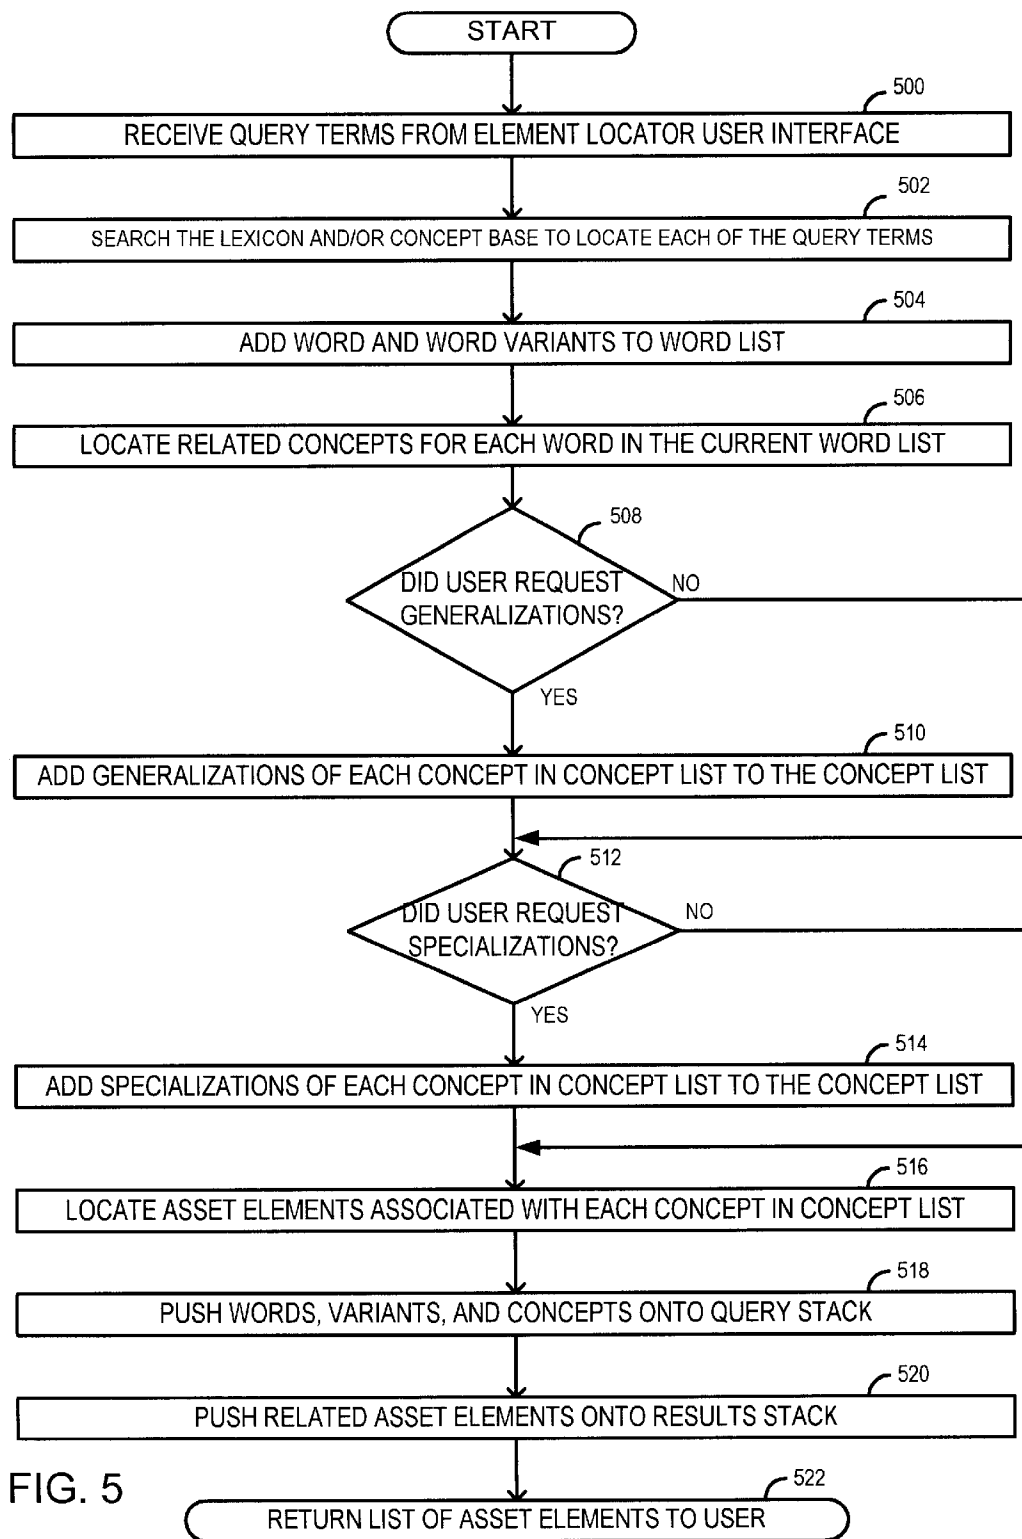 START
500
RECEIVE QUERY TERMS FROM ELEMENT LOCATOR USER INTERFACE
502
SEARCH THE LEXICON AND/OR CONCEPT BASE TO LOCATE EACH OF THE QUERY TERMS
504
ADD WORD AND WORD VARIANTS TO WORD LIST
506
LOCATE RELATED CONCEPTS FOR EACH WORD IN THE CURRENT WORD LIST
508
DID USER REQUEST
GENERALIZATIONS?
NO
YES
510
ADD GENERALIZATIONS OF EACH CONCEPT IN CONCEPT LIST TO THE CONCEPT LIST
512
DID USER REQUEST
SPECIALIZATIONS?
NO
YES
514
ADD SPECIALIZATIONS OF EACH CONCEPT IN CONCEPT LIST TO THE CONCEPT LIST
516
LOCATE ASSET ELEMENTS ASSOCIATED WITH EACH CONCEPT IN CONCEPT LIST
518
PUSH WORDS, VARIANTS, AND CONCEPTS ONTO QUERY STACK
520
PUSH RELATED ASSET ELEMENTS ONTO RESULTS STACK
FIG. 5
522
RETURN LIST OF ASSET ELEMENTS TO USER